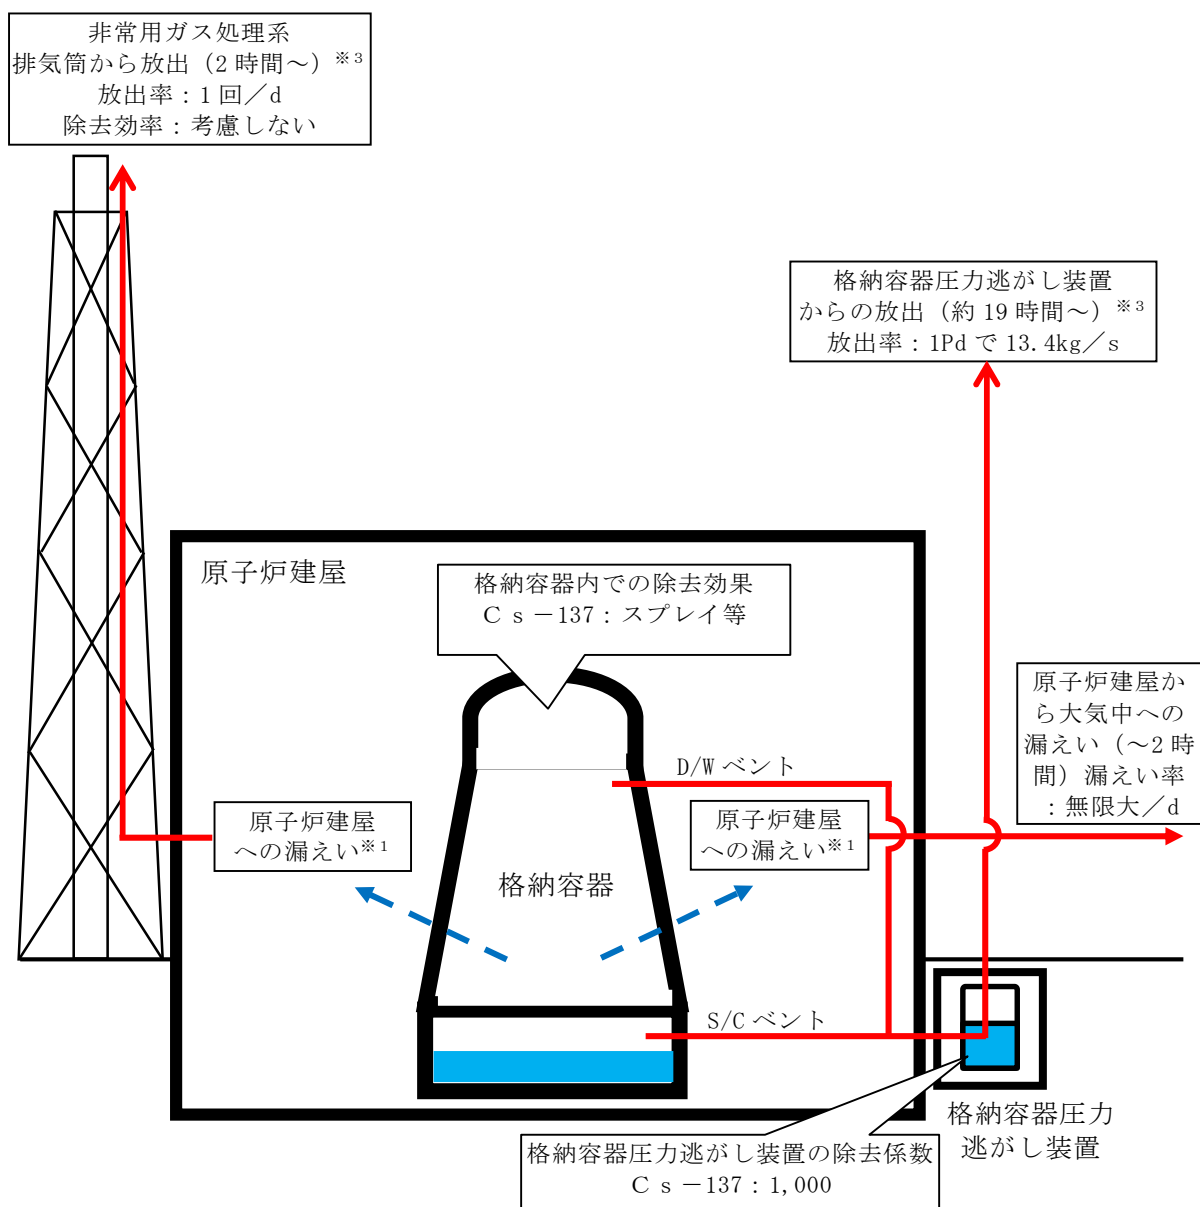 非常用ガス処理系
排気筒から放出（2 時間～）※3
放出率：1 回／d
除去効率：考慮しない
格納容器圧力逃がし装置
からの放出（約 19 時間～）※3
放出率：1Pd で 13.4kg／s
原子炉建屋
格納容器内での除去効果
Ｃｓ－137：スプレイ等
原子炉建屋か
ら大気中への
漏えい（～2 時
間）漏えい率
：無限大／d
D/W ベント
原子炉建屋
への漏えい※1
原子炉建屋
への漏えい※1
格納容器
S/C ベント
格納容器圧力
逃がし装置
格納容器圧力逃がし装置の除去係数
Ｃｓ－137：1,000